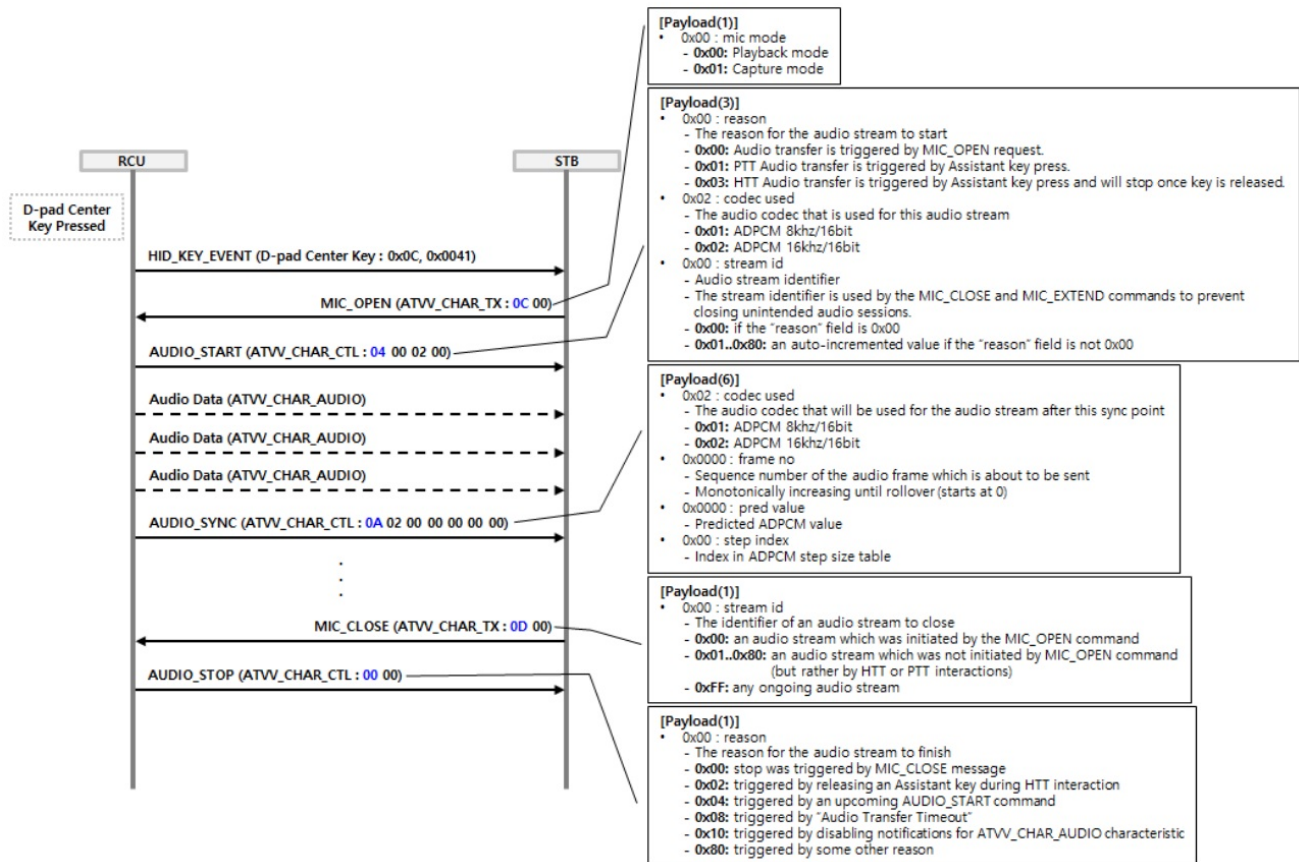 RCU
STB
D-pad Center
Key Pressed
HID_KEY_EVENT (D-pad Center Key : 0x0C, 0x0041)
MIC_OPEN (ATVV_CHAR_TX : 0C 00)
AUDIO_START (ATVV_CHAR_CTL : 04 00 02 00)
Audio Data (ATVV_CHAR_AUDIO)
Audio Data (ATVV_CHAR_AUDIO)
Audio Data (ATVV_CHAR_AUDIO)
AUDIO_SYNC (ATVV_CHAR_CTL : 0A 02 00 00 00 00 00)
.
.
.
MIC_CLOSE (ATVV_CHAR_TX : 0D 00)
AUDIO_STOP (ATVV_CHAR_CTL : 00 00)
[Payload(1)]
• 0x00 : mic mode
- 0x00: Playback mode
- 0x01: Capture mode
[Payload(3)]
• 0x00 : reason
- The reason for the audio stream to start
- 0x00: Audio transfer is triggered by MIC_OPEN request.
- 0x01: PTT Audio transfer is triggered by Assistant key press.
- 0x03: HTT Audio transfer is triggered by Assistant key press and will stop once key is released.
• 0x02 : codec used
- The audio codec that is used for this audio stream
- 0x01: ADPCM 8khz/16bit
- 0x02: ADPCM 16khz/16bit
• 0x00 : stream id
- Audio stream identifier
- The stream identifier is used by the MIC_CLOSE and MIC_EXTEND commands to prevent
closing unintended audio sessions.
- 0x00: if the "reason" field is 0x00
- 0x01..0x80: an auto-incremented value if the "reason" field is not 0x00
[Payload(6)]
• 0x02 : codec used
- The audio codec that will be used for the audio stream after this sync point
- 0x01: ADPCM 8khz/16bit
- 0x02: ADPCM 16khz/16bit
• 0x0000 : frame no
- Sequence number of the audio frame which is about to be sent
- Monotonically increasing until rollover (starts at 0)
• 0x0000 : pred value
- Predicted ADPCM value
• 0x00 : step index
- Index in ADPCM step size table
[Payload(1)]
• 0x00 : stream id
- The identifier of an audio stream to close
- 0x00: an audio stream which was initiated by the MIC_OPEN command
- 0x01..0x80: an audio stream which was not initiated by MIC_OPEN command
(but rather by HTT or PTT interactions)
- 0xFF: any ongoing audio stream
[Payload(1)]
• 0x00 : reason
- The reason for the audio stream to finish
- 0x00: stop was triggered by MIC_CLOSE message
- 0x02: triggered by releasing an Assistant key during HTT interaction
- 0x04: triggered by an upcoming AUDIO_START command
- 0x08: triggered by "Audio Transfer Timeout"
- 0x10: triggered by disabling notifications for ATVV_CHAR_AUDIO characteristic
- 0x80: triggered by some other reason